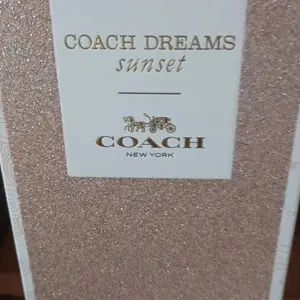 COACH DREAMS
sunset
COACH
NEW YORK